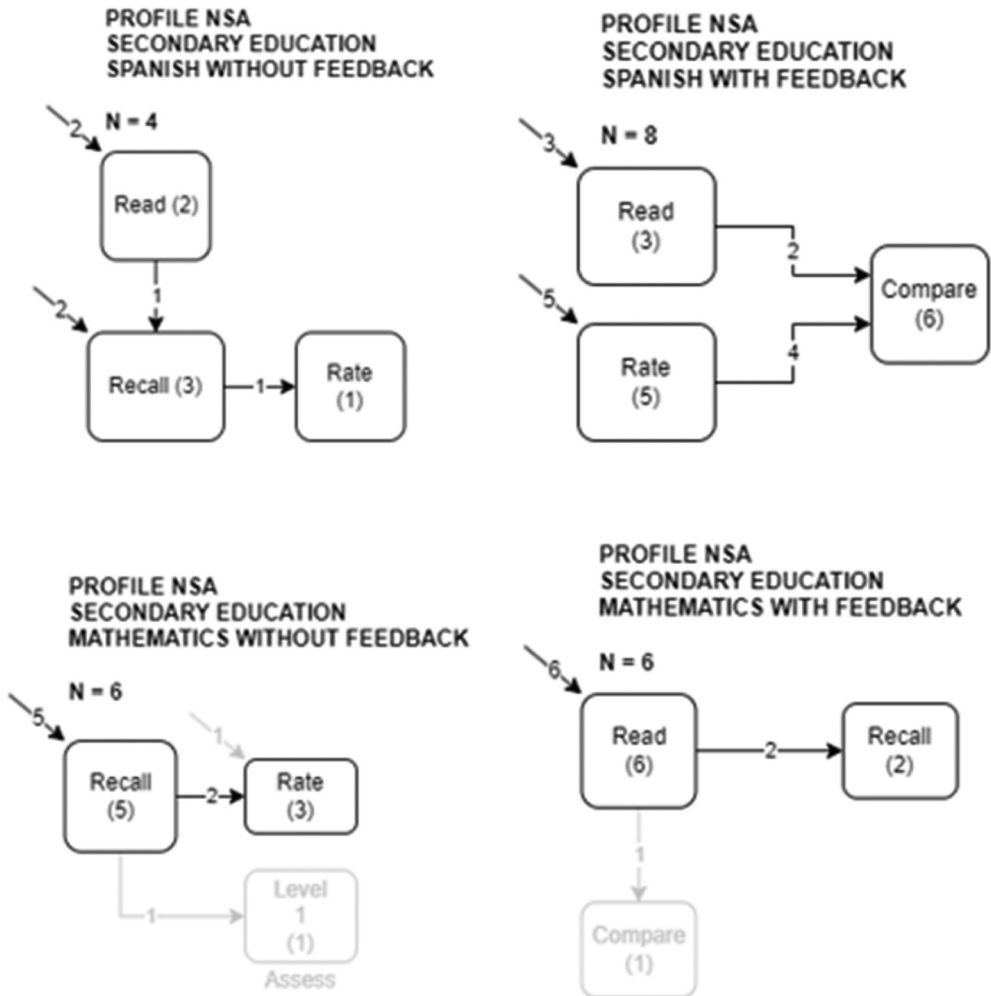 PROFILE NSA
SECONDARY EDUCATION
SPANISH WITHOUT FEEDBACK
N = 4
2
Read (2)
1
2
Recall (3)
1
Rate
(1)
PROFILE NSA
SECONDARY EDUCATION
SPANISH WITH FEEDBACK
N = 8
3
Read
(3)
2
5
Rate
(5)
4
Compare
(6)
PROFILE NSA
SECONDARY EDUCATION
MATHEMATICS WITHOUT FEEDBACK
N = 6
5
Recall
(5)
2
1
Rate
(3)
1
Level
1
(1)
Assess
PROFILE NSA
SECONDARY EDUCATION
MATHEMATICS WITH FEEDBACK
N = 6
6
Read
(6)
2
Recall
(2)
1
Compare
(1)